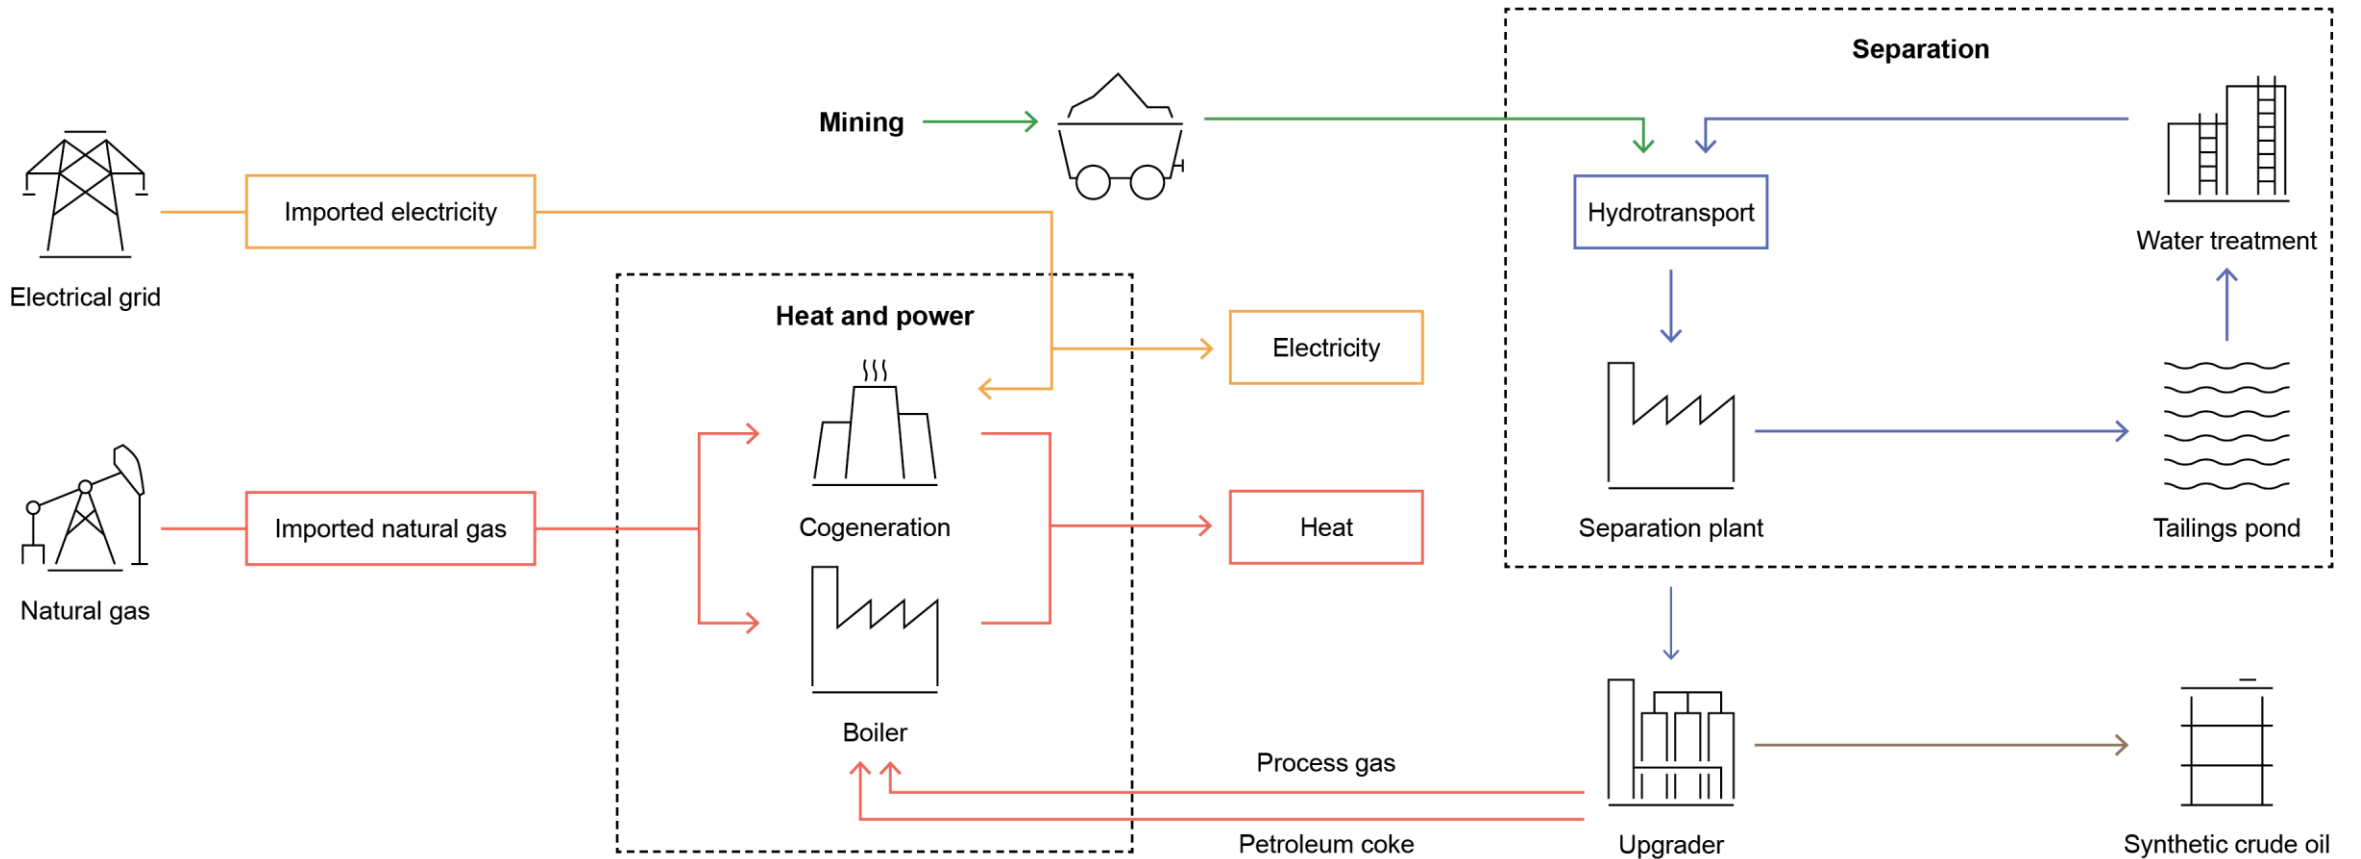 Separation
Mining
Imported electricity
Hydrotransport
Water treatment
Electrical grid
Heat and power
Electricity
Imported natural gas
Cogeneration
Heat
Separation plant
Tailings pond
Natural gas
Boiler
Process gas
Petroleum coke
Upgrader
Synthetic crude oil